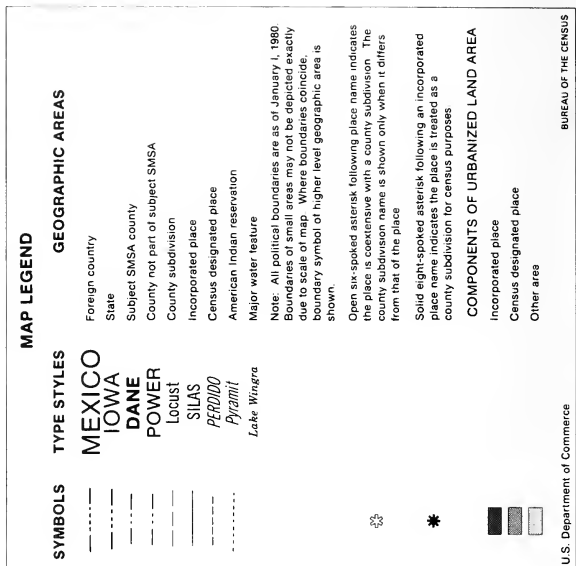 MAP LEGEND
SYMBOLS TYPE STYLES GEOGRAPHIC AREAS
MEXICO Foreign country
IOWA State
DANE Subject SMSA county
POWER County not part of subject SMSA
Locust County subdivision
SiLAS Incorporated place
PERDIDO Census designated place
Pyramit American Indian reservation
Lake Wingra Major water feature
Note: All political boundaries are as of January 1, 1980.
Boundaries of small areas may not be depicted exactly
due to scale of map Where boundaries coincide.
boundary symbol of higher level geographic area is
shown.
Open six-spoked asterisk following place name indicates
the place is coextensive with a county subdivision The
county subdivision name is shown only when it differs
from that of the place
Solid eight-spoked asterisk following an incorporated
place name indicates the place is treated as a
county subdivision for census purposes
COMPONENTS OF URBANIZED LAND AREA
Incorporated place
Census designated place
Other area
U.S. Department of Commerce BUREAU OF THE CENSUS